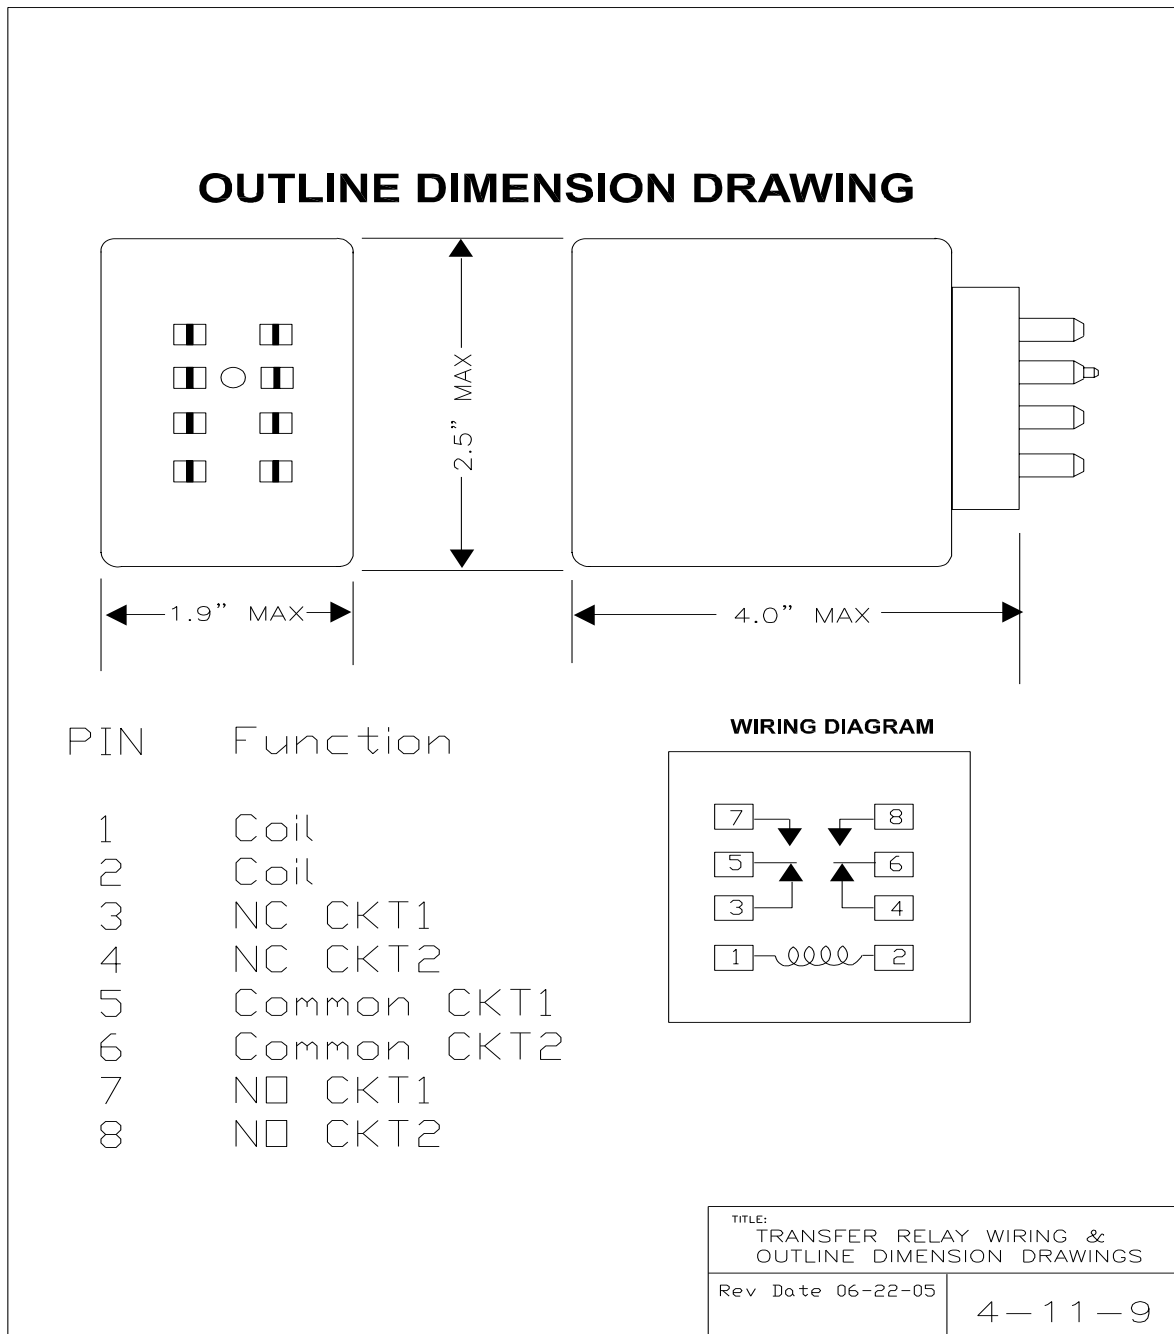 OUTLINE DIMENSION DRAWING
2.5” MAX
1.9” MAX
4.0” MAX
PIN Function
1 Coil
2 Coil
3 NC CKT1
4 NC CKT2
5 Common CKT1
6 Common CKT2
7 NO CKT1
8 NO CKT2
WIRING DIAGRAM
7 8
5 6
3 4
1 2
TITLE:
TRANSFER RELAY WIRING &
OUTLINE DIMENSION DRAWINGS
Rev Date 06-22-05
4-11-9